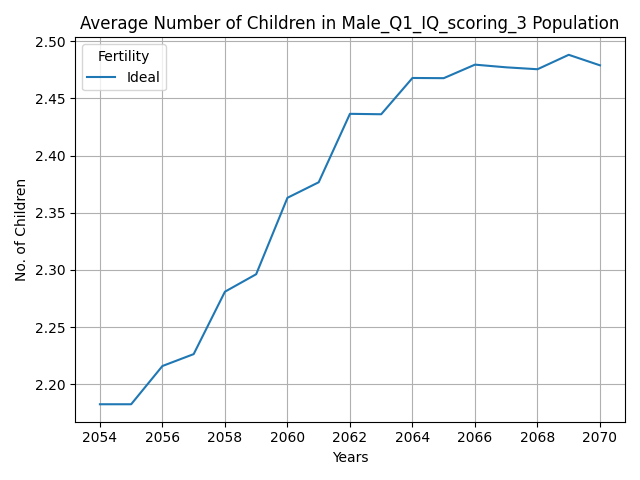 Average Number of Children in Male_Q1_IQ_scoring_3 Population
Fertility
Ideal
No. of Children
2.50
2.45
2.40
2.35
2.30
2.25
2.20
2054 2056 2058 2060 2062 2064 2066 2068 2070
Years